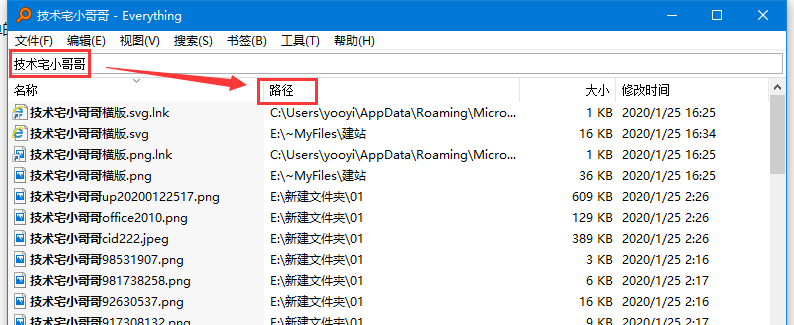 技术宅小哥哥 - Everything
文件(F) 编辑(E) 视图(V) 搜索(S) 书签(B) 工具(T) 帮助(H)
技术宅小哥哥
名称 路径 大小 修改时间
技术宅小哥哥横版.svg.lnk C:\Users\yooyi\AppData\Roaming\Micro... 1 KB 2020/1/25 16:25
技术宅小哥哥横版.svg E:\~MyFiles\建站 16 KB 2020/1/25 16:34
技术宅小哥哥横版.png.lnk C:\Users\yooyi\AppData\Roaming\Micro... 1 KB 2020/1/25 16:25
技术宅小哥哥横版.png E:\~MyFiles\建站 36 KB 2020/1/25 16:25
技术宅小哥哥up20200122517.png E:\新建文件夹\01 609 KB 2020/1/25 2:26
技术宅小哥哥office2010.png E:\新建文件夹\01 129 KB 2020/1/25 2:26
技术宅小哥哥cid222.jpeg E:\新建文件夹\01 389 KB 2020/1/25 2:26
技术宅小哥哥98531907.png E:\新建文件夹\01 3 KB 2020/1/25 2:16
技术宅小哥哥981738258.png E:\新建文件夹\01 6 KB 2020/1/25 2:17
技术宅小哥哥92630537.png E:\新建文件夹\01 16 KB 2020/1/25 2:16
技术宅小哥哥917308132.png E:\新建文件夹\01 9 KB 2020/1/25 2:17